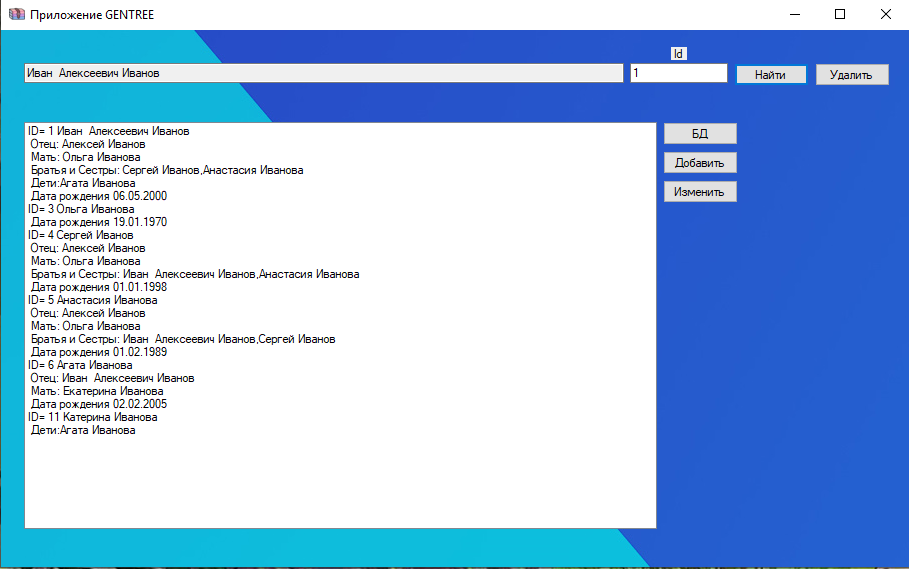 Приложение GENTREE
Id
Иван  Алексеевич Иванов
1
Найти
Удалить
ID= 1 Иван  Алексеевич Иванов
Отец: Алексей Иванов
Мать: Ольга Иванова
Братья и Сестры: Сергей Иванов,Анастасия Иванова
Дети:Агата Иванова
Дата рождения 06.05.2000
ID= 3 Ольга Иванова
Дата рождения 19.01.1970
ID= 4 Сергей Иванов
Отец: Алексей Иванов
Мать: Ольга Иванова
Братья и Сестры: Иван  Алексеевич Иванов,Анастасия Иванова
Дата рождения 01.01.1998
ID= 5 Анастасия Иванова
Отец: Алексей Иванов
Мать: Ольга Иванова
Братья и Сестры: Иван  Алексеевич Иванов,Сергей Иванов
Дата рождения 01.02.1989
ID= 6 Агата Иванова
Отец: Иван  Алексеевич Иванов
Мать: Екатерина Иванова
Дата рождения 02.02.2005
ID= 11 Катерина Иванова
Дети:Агата Иванова
БД
Добавить
Изменить